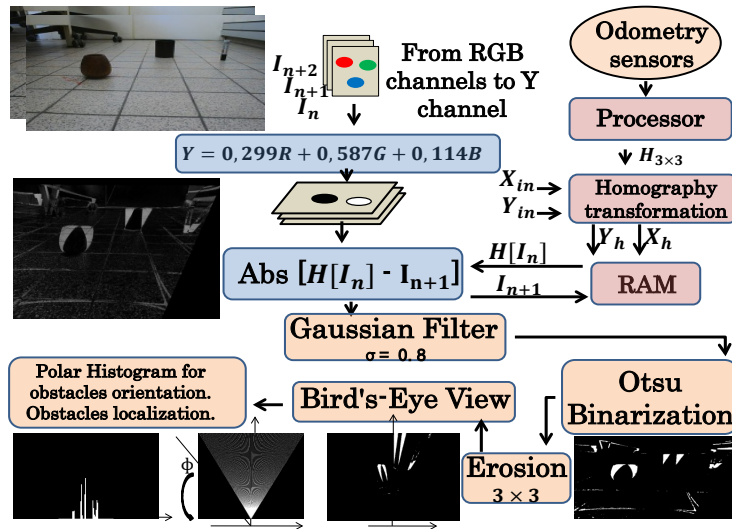 Odometry
sensors
I_{n+2}
I_{n+1}
I_n
From RGB
channels to Y
channel
Processor
H_{3×3}
Y = 0,299R + 0,587G + 0,114B
X_{in}
Y_{in}
Homography
transformation
Y_h
X_h
H[I_n]
Abs [H[I_n] - I_{n+1}]
I_{n+1}
RAM
Gaussian Filter
σ = 0.8
Polar Histogram for
obstacles orientation.
Obstacles localization.
Bird's-Eye View
Otsu
Binarization
ϕ
Erosion
3 × 3